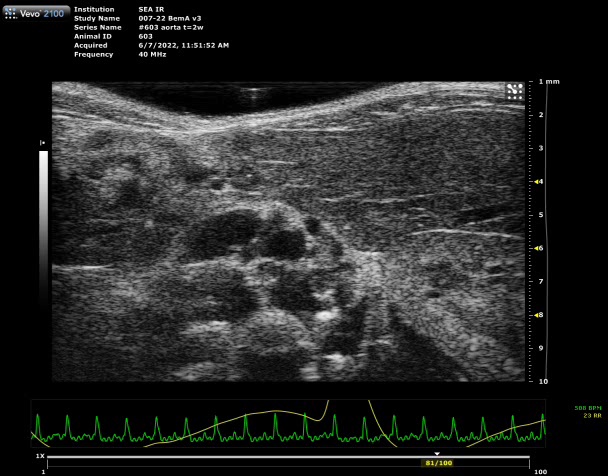 Vevo 2100
Institution SEA IR
Study Name 007-22 BemA v3
Series Name #603 aorta t=2w
Animal ID 603
Acquired 6/7/2022, 11:51:52 AM
Frequency 40 MHz
1 mm
2
3
4
5
6
7
8
9
10
508 BPM
23 RR
1X
81/100
1
100